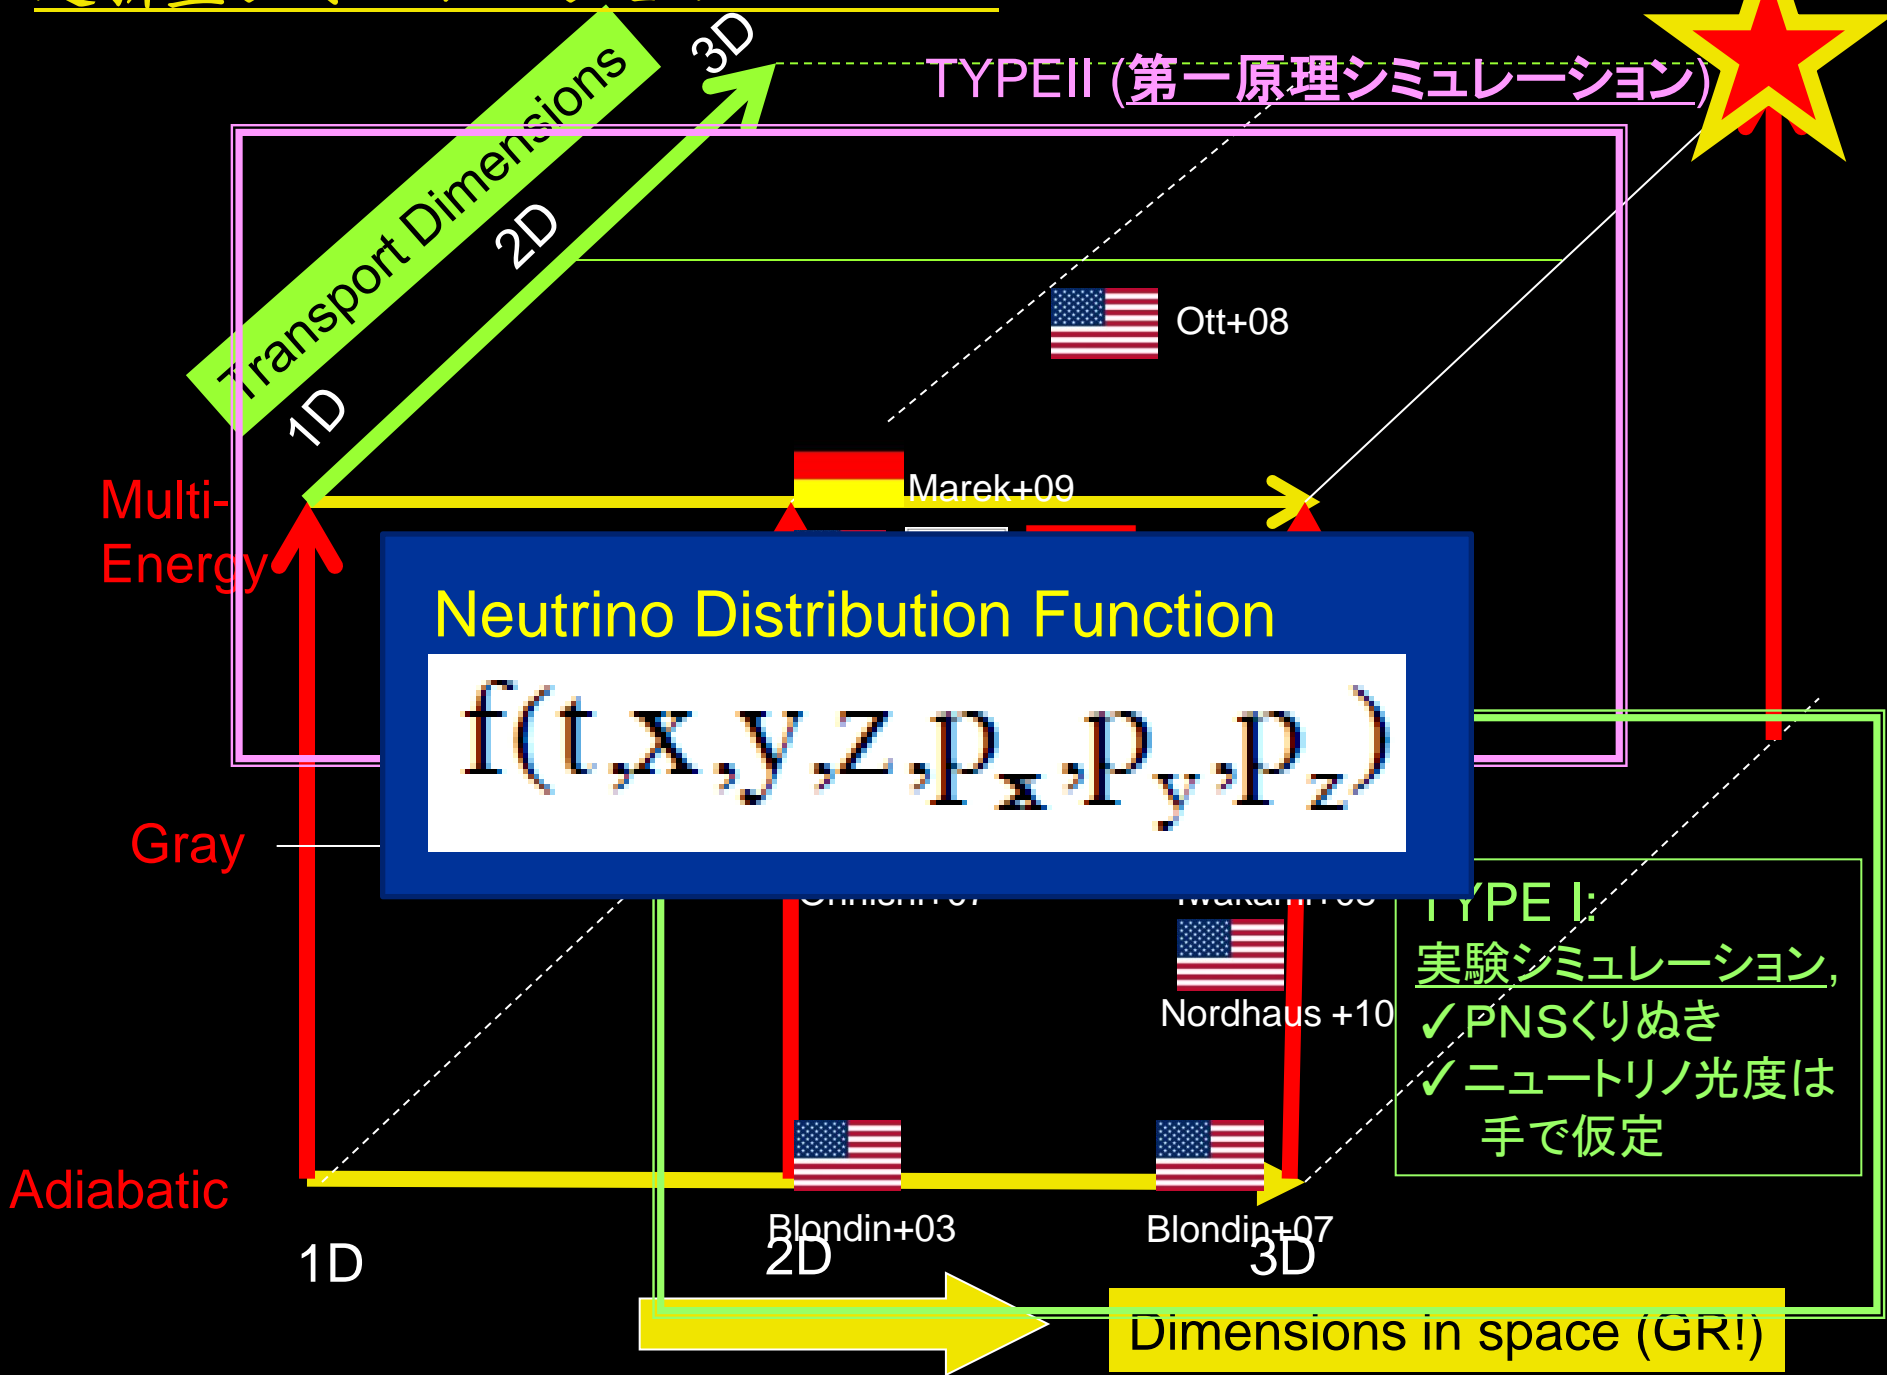 TYPEII (第一原理シミュレーション)
3D
Transport Dimensions
2D
1D
Ott+08
Marek+09
Multi-
Energy
Neutrino Distribution Function
f(t,x,y,z,pₓ,p_y,p_z)
Gray
TYPE I:
実験シミュレーション,
✓PNSくりぬき
✓ニュートリノ光度は
手で仮定
Nordhaus +10
Adiabatic
Blondin+03
Blondin+07
1D
2D
3D
Dimensions in space (GR!)